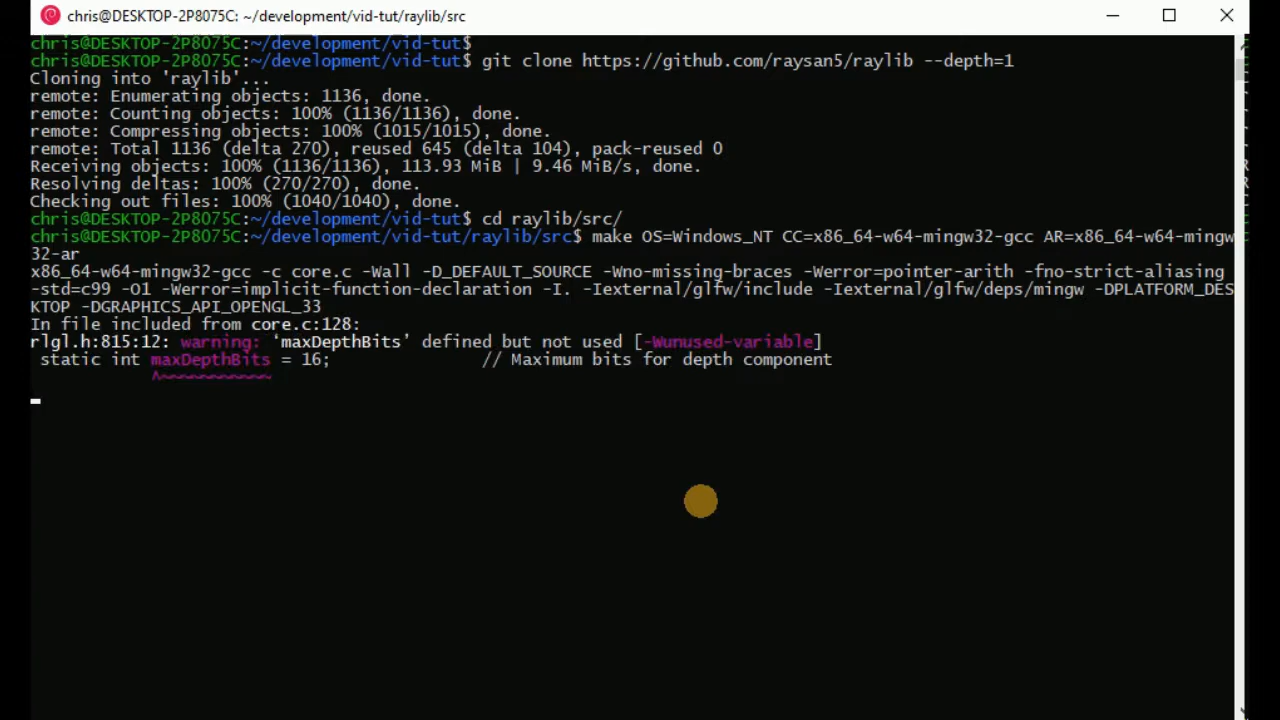 chris@DESKTOP-2P8075C: ~/development/vid-tut/raylib/src
chris@DESKTOP-2P8075C:~/development/vid-tut$
chris@DESKTOP-2P8075C:~/development/vid-tut$ git clone https://github.com/raysan5/raylib --depth=1
Cloning into 'raylib'...
remote: Enumerating objects: 1136, done.
remote: Counting objects: 100% (1136/1136), done.
remote: Compressing objects: 100% (1015/1015), done.
remote: Total 1136 (delta 270), reused 645 (delta 104), pack-reused 0
Receiving objects: 100% (1136/1136), 113.93 MiB | 9.46 MiB/s, done.
Resolving deltas: 100% (270/270), done.
Checking out files: 100% (1040/1040), done.
chris@DESKTOP-2P8075C:~/development/vid-tut$ cd raylib/src/
chris@DESKTOP-2P8075C:~/development/vid-tut/raylib/src$ make OS=Windows_NT CC=x86_64-w64-mingw32-gcc AR=x86_64-w64-mingw
32-ar
x86_64-w64-mingw32-gcc -c core.c -Wall -D_DEFAULT_SOURCE -Wno-missing-braces -Werror=pointer-arith -fno-strict-aliasing
-std=c99 -O1 -Werror=implicit-function-declaration -I. -Iexternal/glfw/include -Iexternal/glfw/deps/mingw -DPLATFORM_DES
KTOP -DGRAPHICS_API_OPENGL_33
In file included from core.c:128:
rlgl.h:815:12: warning: ‘maxDepthBits’ defined but not used [-Wunused-variable]
static int maxDepthBits = 16; // Maximum bits for depth component
^~~~~~~~~~~~